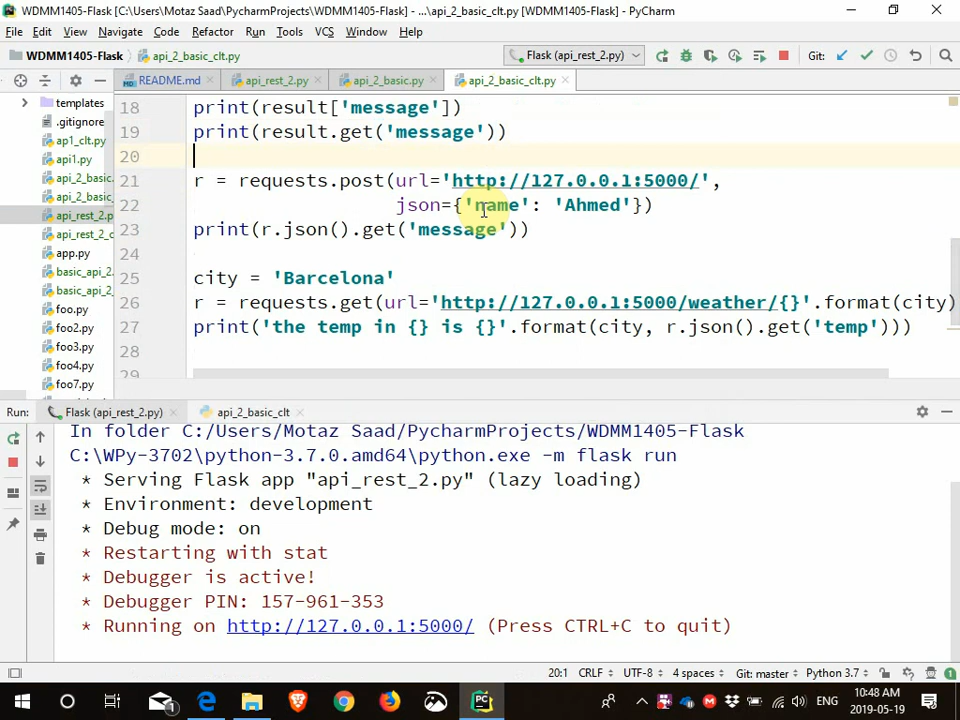 WDMM1405-Flask [C:\Users\Motaz Saad\PycharmProjects\WDMM1405-Flask] - ...\api_2_basic_clt.py [WDMM1405-Flask] - PyCharm
File Edit View Navigate Code Refactor Run Tools VCS Window Help
WDMM1405-Flask api_2_basic_clt.py Flask (api_rest_2.py) Git:
README.md api_rest_2.py api_2_basic.py api_2_basic_clt.py
templates
.gitignore
ap1_clt.py
api1.py
api_2_basic.
api_2_basic_
api_rest_2.p
api_rest_2_c
app.py
basic_api_2.
basic_api_2_
foo.py
foo2.py
foo3.py
foo4.py
foo7.py
18 print(result['message'])
19 print(result.get('message'))
20
21 r = requests.post(url='http://127.0.0.1:5000/',
22 json={'name': 'Ahmed'})
23 print(r.json().get('message'))
24
25 city = 'Barcelona'
26 r = requests.get(url='http://127.0.0.1:5000/weather/{}'.format(city)
27 print('the temp in {} is {}'.format(city, r.json().get('temp')))
28
29
Run: Flask (api_rest_2.py) api_2_basic_clt
In folder C:/Users/Motaz Saad/PycharmProjects/WDMM1405-Flask
C:\WPy-3702\python-3.7.0.amd64\python.exe -m flask run
* Serving Flask app "api_rest_2.py" (lazy loading)
* Environment: development
* Debug mode: on
* Restarting with stat
* Debugger is active!
* Debugger PIN: 157-961-353
* Running on http://127.0.0.1:5000/ (Press CTRL+C to quit)
20:1 CRLF UTF-8 4 spaces Git: master Python 3.7
ENG 10:48 AM
2019-05-19